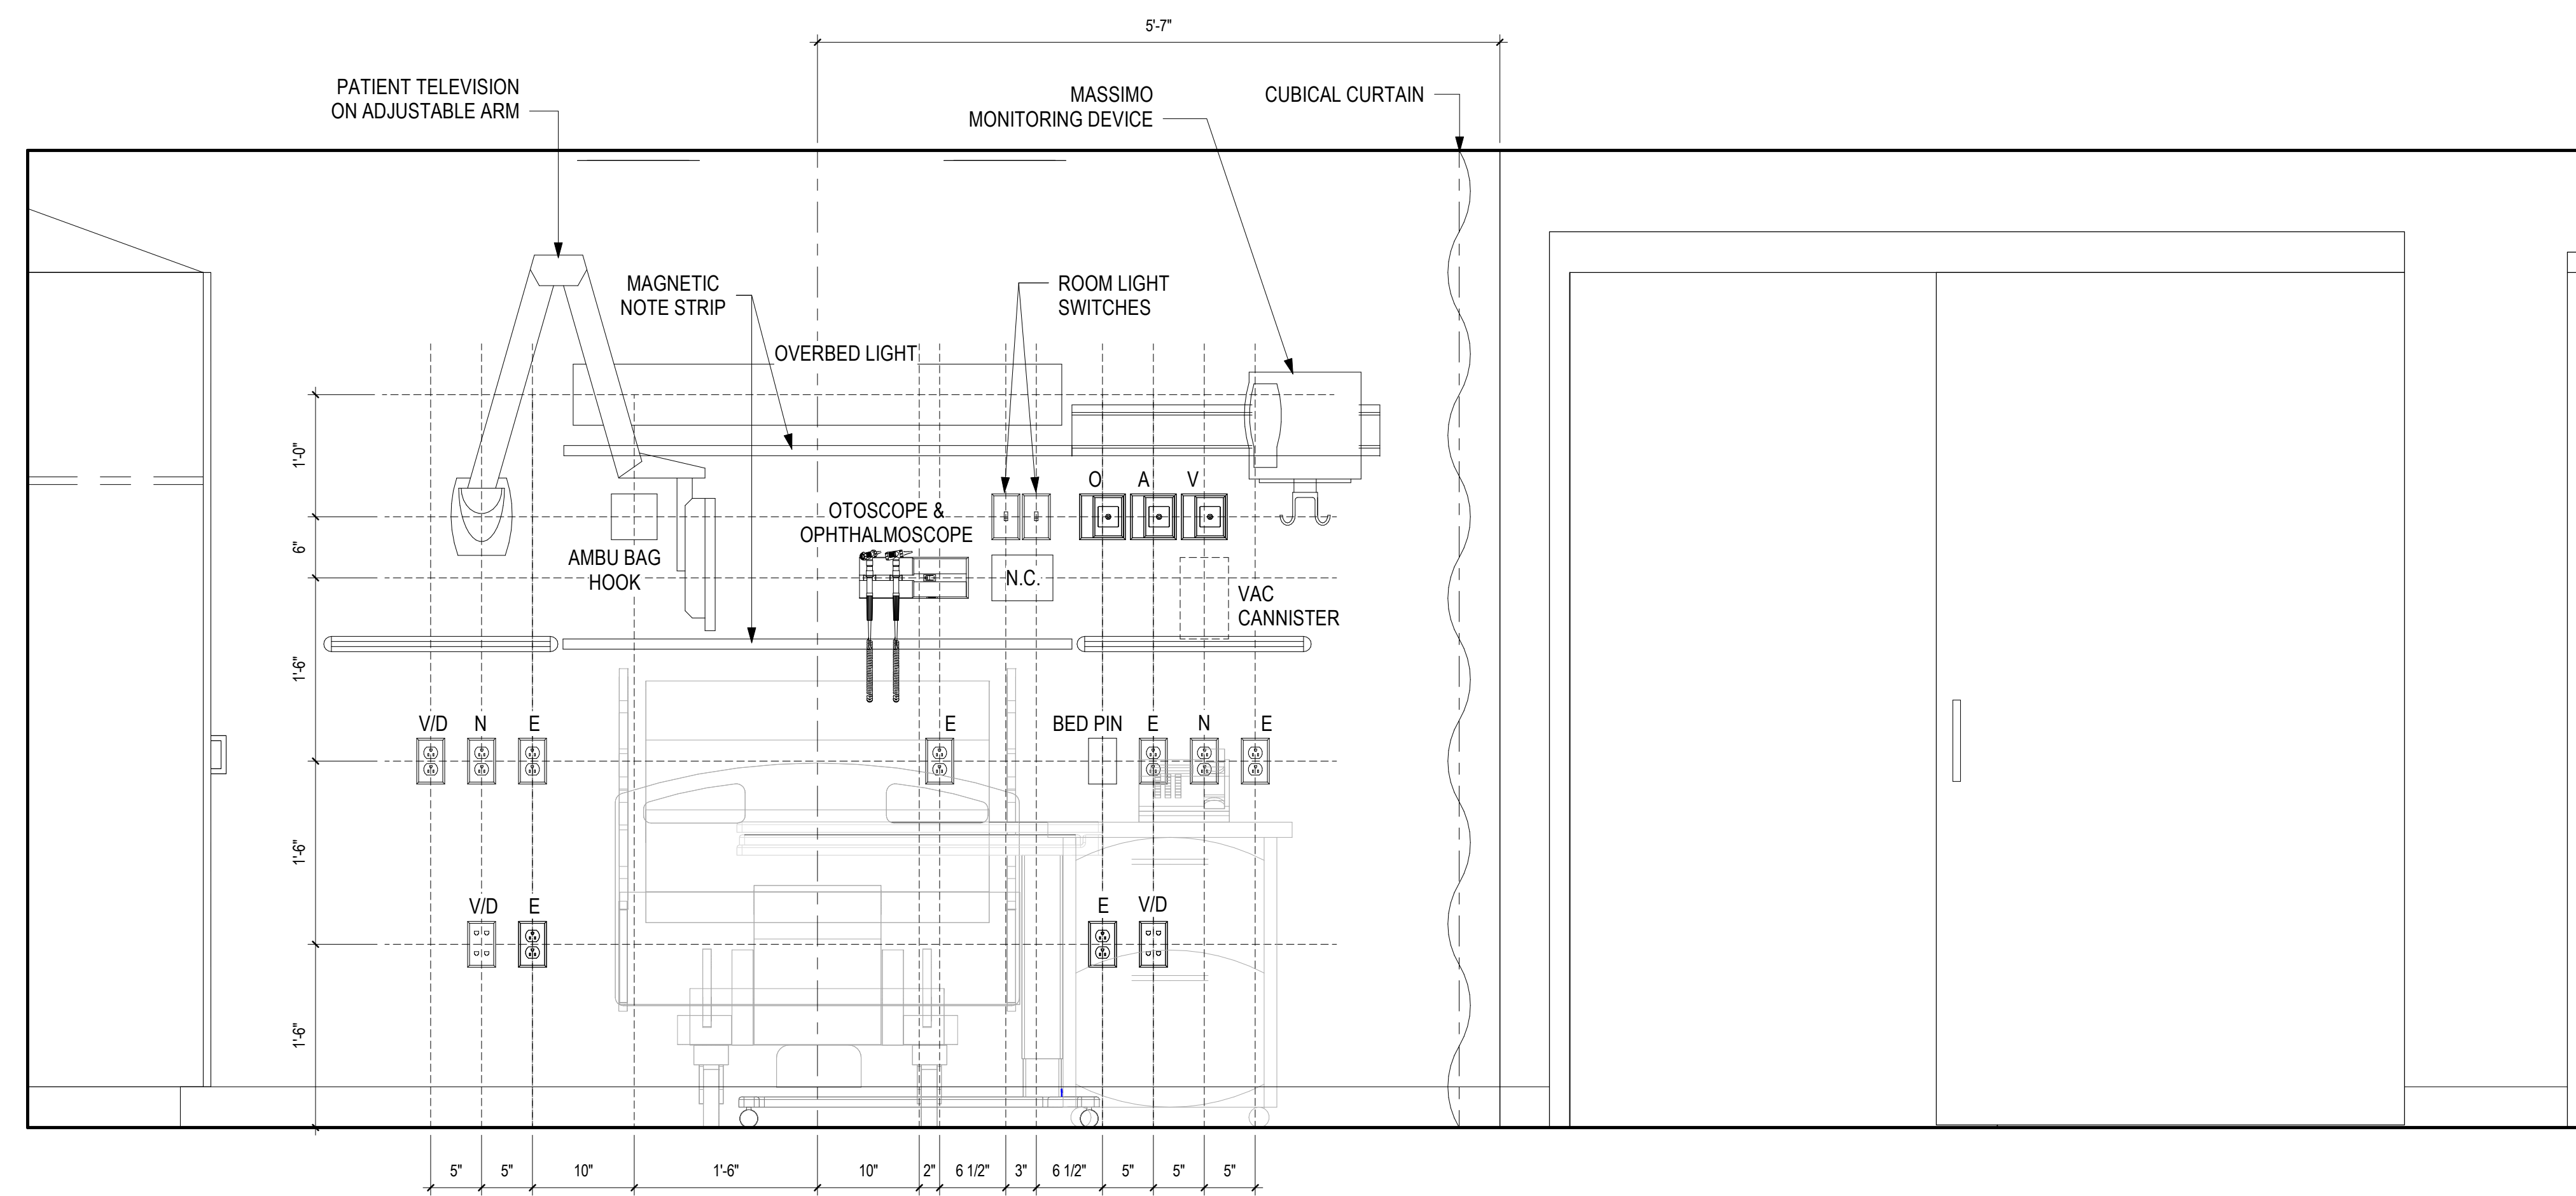 5'-7"
PATIENT TELEVISION
ON ADJUSTABLE ARM
MASSIMO
MONITORING DEVICE
CUBICAL CURTAIN
MAGNETIC
NOTE STRIP
ROOM LIGHT
SWITCHES
OVERBED LIGHT
1'-0"
O A V
OTOSCOPE &
OPHTHALMOSCOPE
6"
AMBU BAG
HOOK
N.C.
VAC
CANNISTER
1'-6"
V/D N E E BED PIN E N E
1'-6"
V/D E E V/D
1'-6"
5" 5" 10" 1'-6" 10" 2" 6 1/2" 3" 6 1/2" 5" 5" 5"